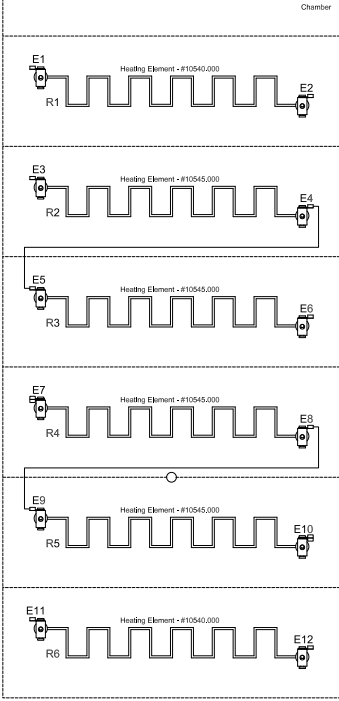 Chamber
E1
Heating Element - #10540.000
E2
R1
E3
Heating Element - #10545.000
E4
R2
E5
Heating Element - #10545.000
E6
R3
E7
Heating Element - #10545.000
E8
R4
E9
Heating Element - #10545.000
E10
R5
E11
Heating Element - #10540.000
E12
R6